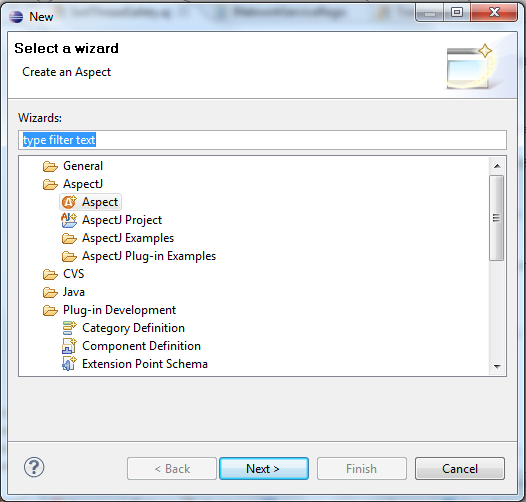 New
Select a wizard
Create an Aspect
Wizards:
type filter text
General
AspectJ
Aspect
AspectJ Project
AspectJ Examples
AspectJ Plug-in Examples
CVS
Java
Plug-in Development
Category Definition
Component Definition
Extension Point Schema
? < Back Next > Finish Cancel